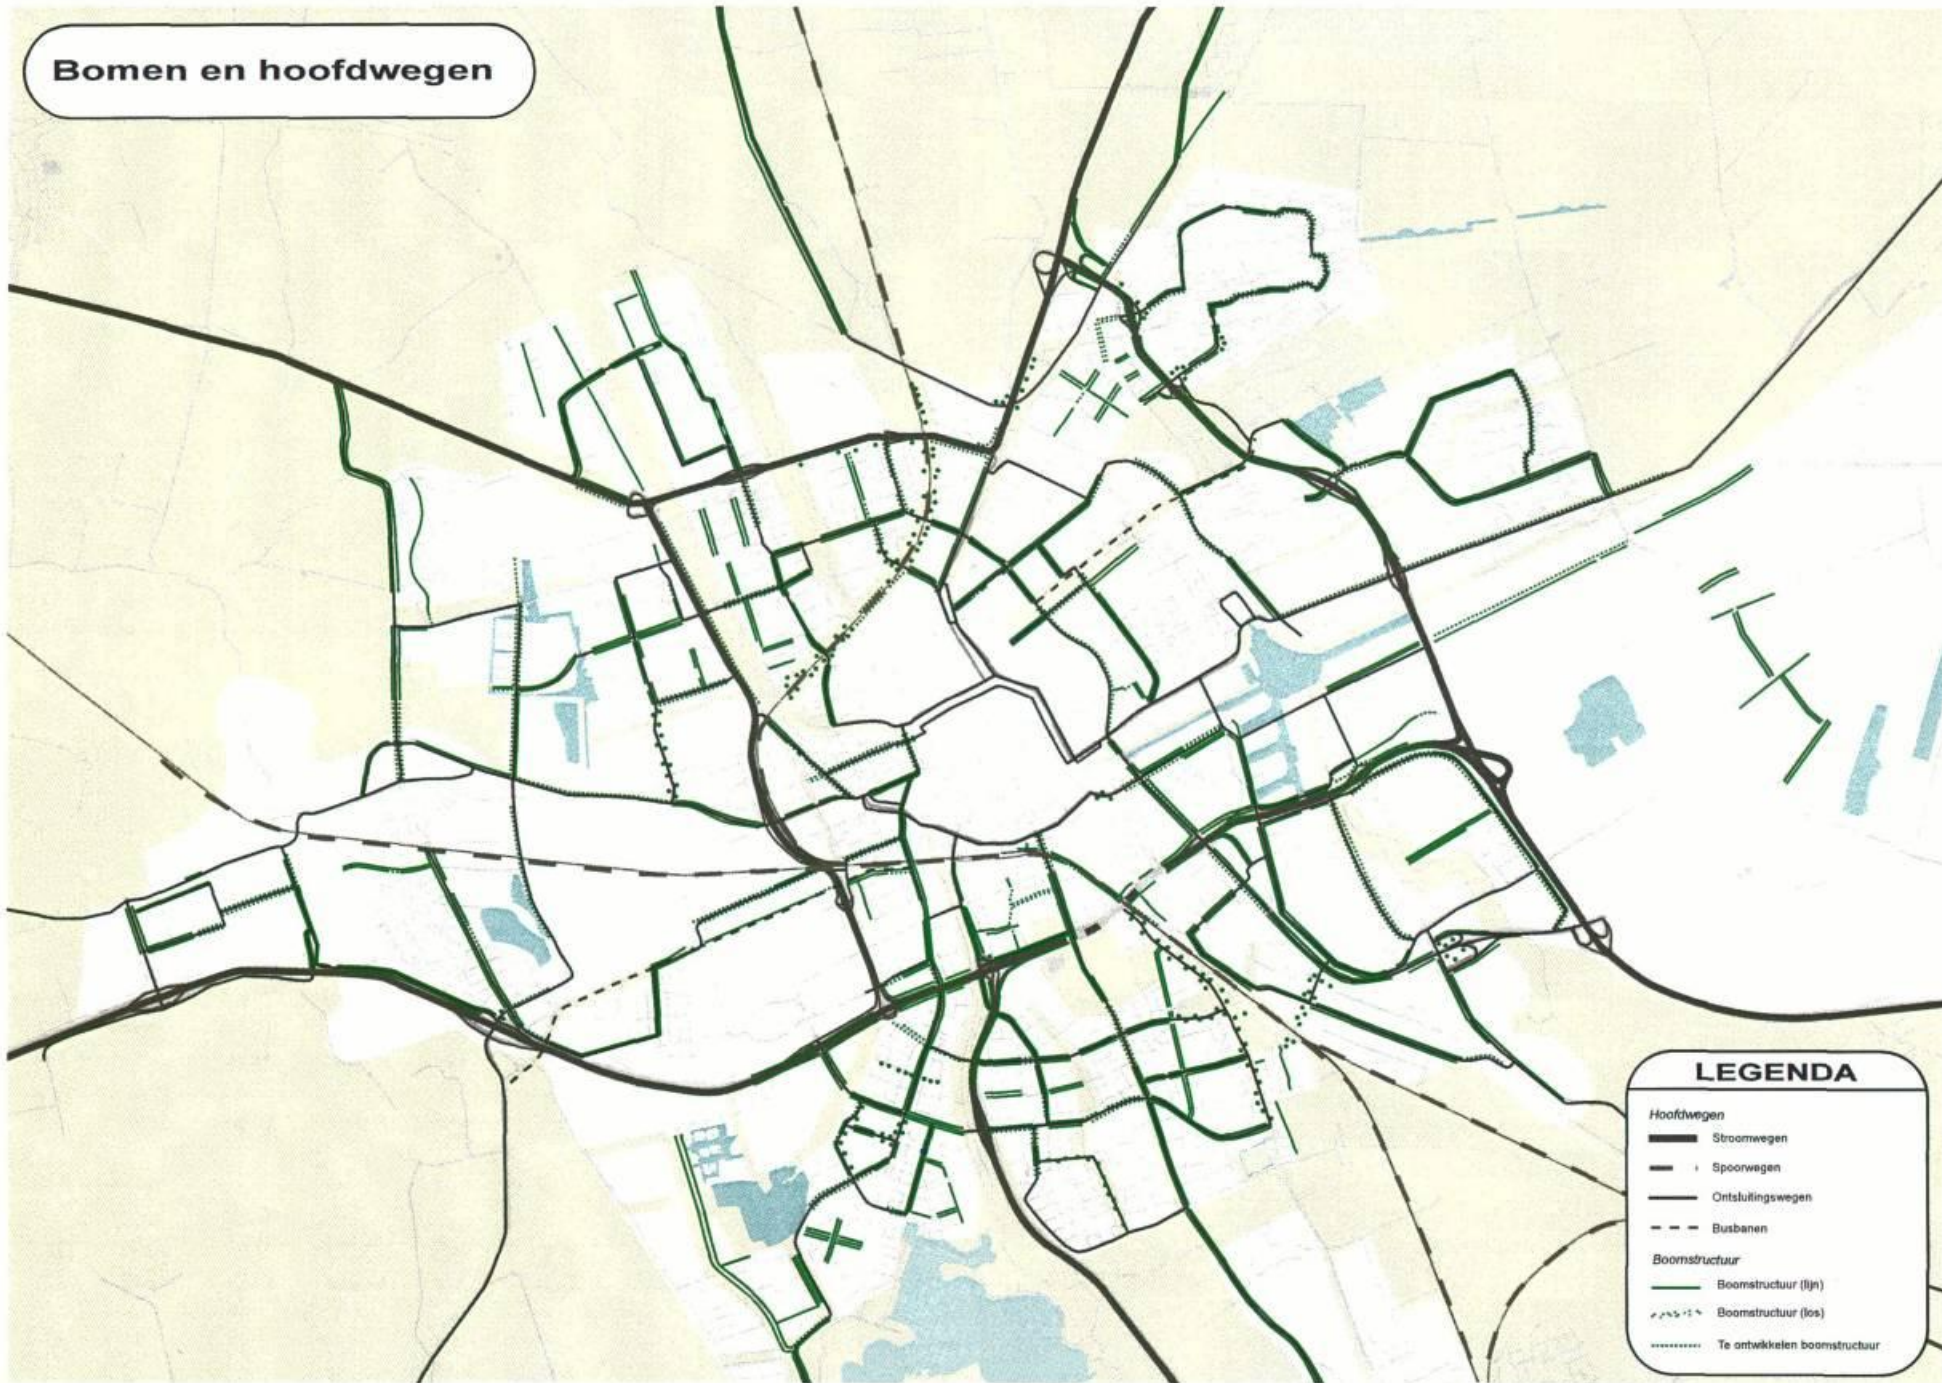 Bomen en hoofdwegen
LEGENDA
Hoofdwegen
Stroomwegen
Spoorwegen
Ontsluitingswegen
Busbanen
Boomstructuur
Boomstructuur (lijn)
Boomstructuur (los)
Te ontwikkelen boomstructuur